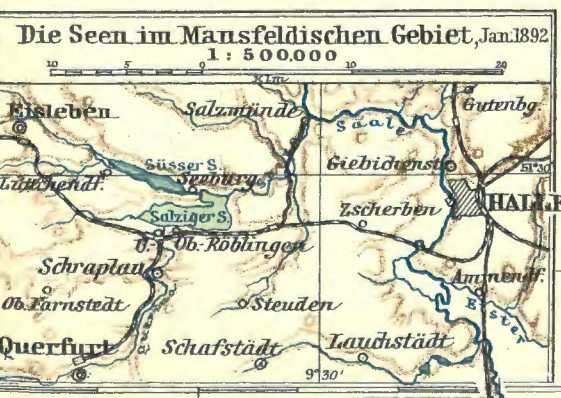 Die Seen im Mansfeldischen Gebiet, Jan. 1892
1 : 500.000
10 5 0 10 20
Klm
Eisleben
Salzmünde
Gutenbg.
Saale
Süsser S.
Seeburg
Giebichenst.
51°30'
Lüttchendf.
Salziger S.
Zscherben
HALLE
U.
Ob. Röblingen
Schraplau
Ammendf.
Ob. Farnstedt
Steuden
Elster
Querfurt
Schafstädt
Lauchstädt
9°30'